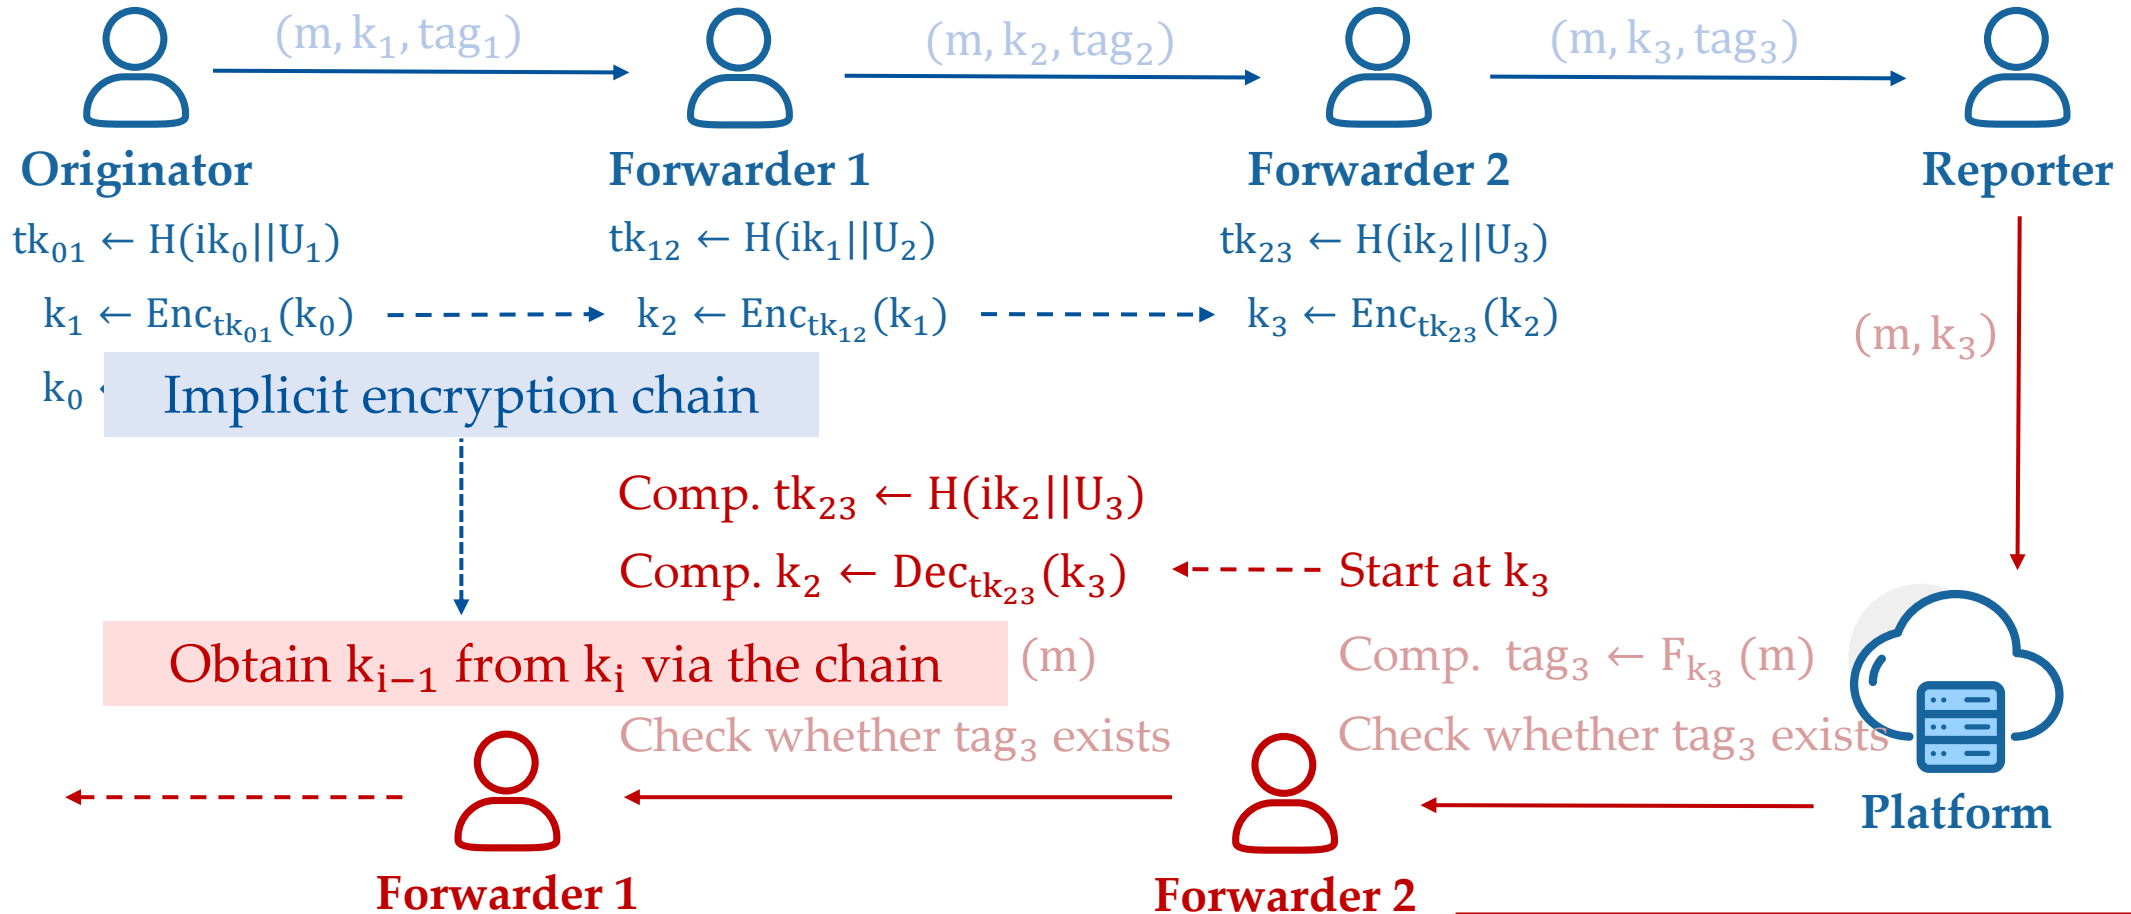 (m, k₁, tag₁)
(m, k₂, tag₂)
(m, k₃, tag₃)
Originator
Forwarder 1
Forwarder 2
Reporter
tk₀₁ ← H(ik₀||U₁)
tk₁₂ ← H(ik₁||U₂)
tk₂₃ ← H(ik₂||U₃)
k₁ ← Enc_tk₀₁(k₀)
k₂ ← Enc_tk₁₂(k₁)
k₃ ← Enc_tk₂₃(k₂)
(m, k₃)
k₀
Implicit encryption chain
Comp. tk₂₃ ← H(ik₂||U₃)
Comp. k₂ ← Dec_tk₂₃(k₃)
Start at k₃
Obtain kᵢ₋₁ from kᵢ via the chain
(m)
Comp. tag₃ ← F_k₃ (m)
Check whether tag₃ exists
Check whether tag₃ exists
Platform
Forwarder 1
Forwarder 2